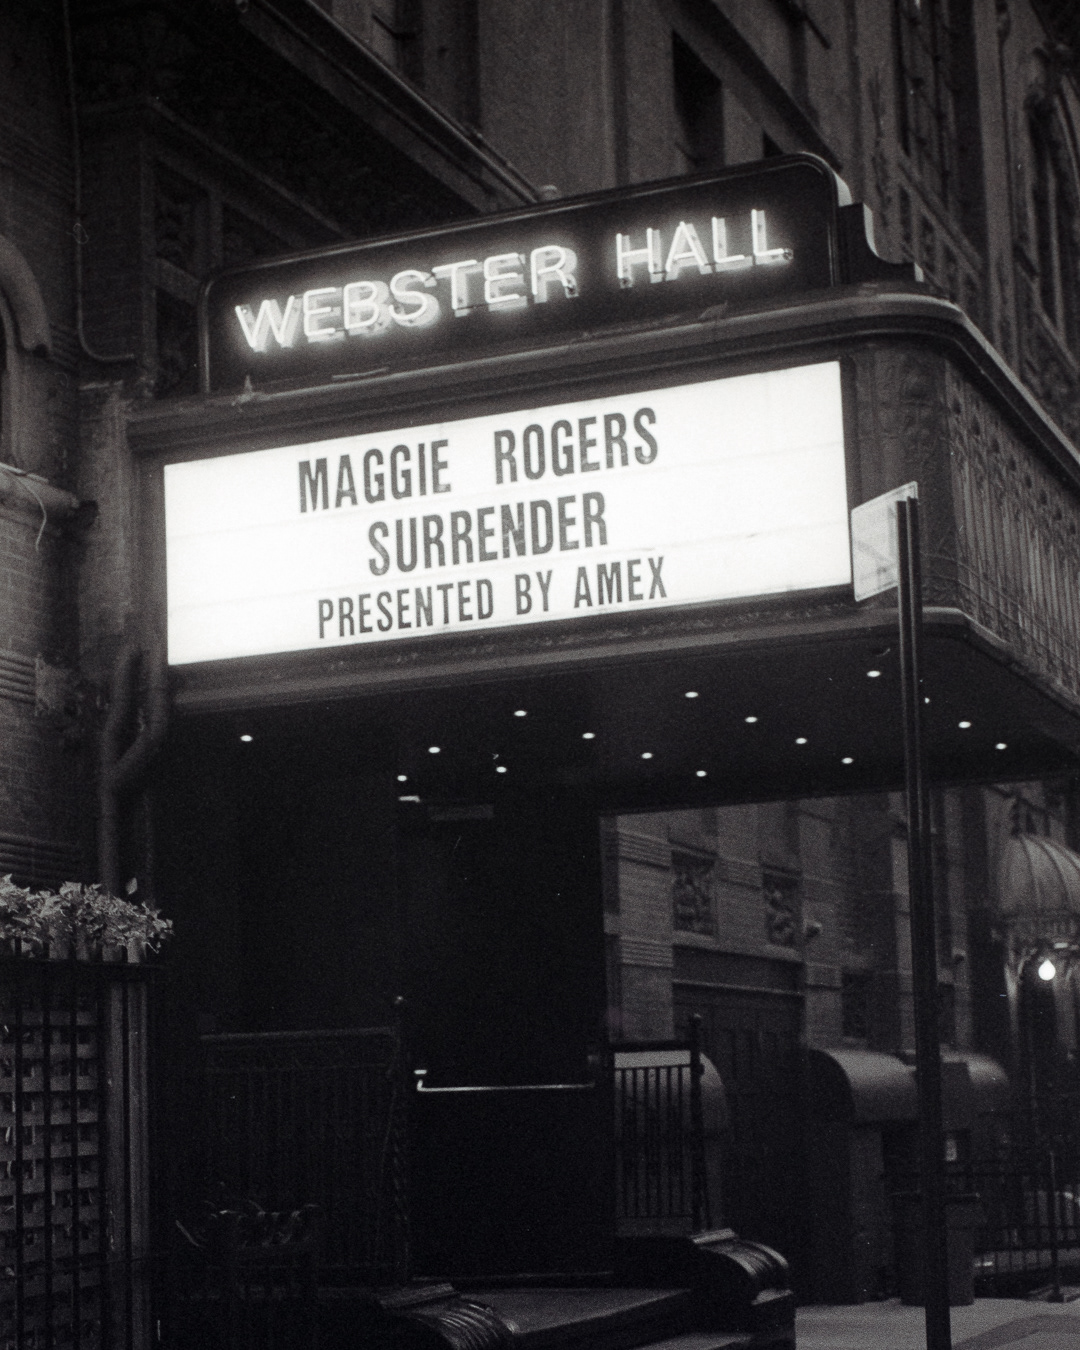 WEBSTER HALL
MAGGIE ROGERS
SURRENDER
PRESENTED BY AMEX